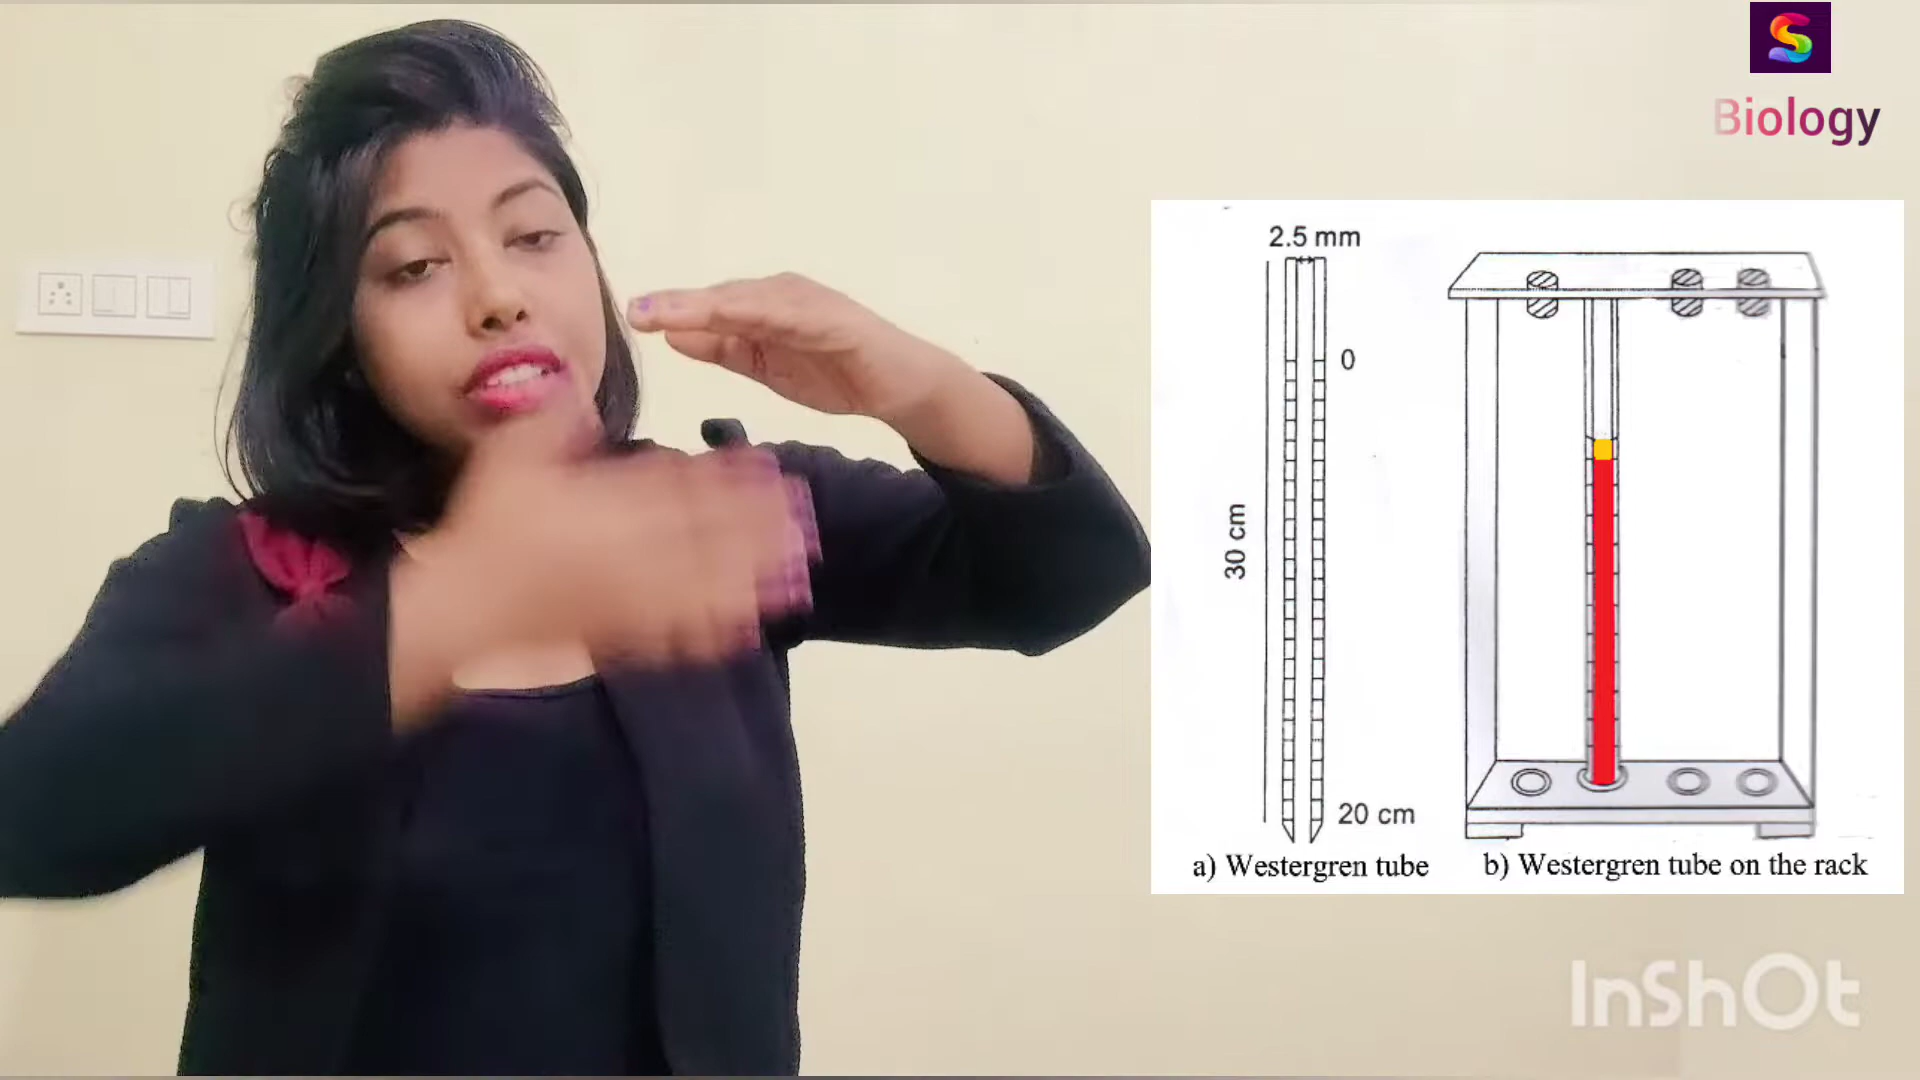 Biology
2.5 mm
0
30 cm
20 cm
a) Westergren tube
b) Westergren tube on the rack
InShOt